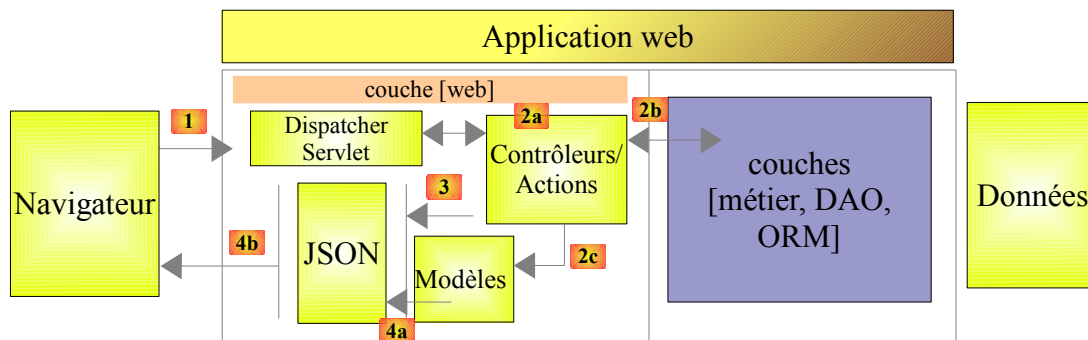 Application web
couche [web]
1
Dispatcher
Servlet
2a
2b
Contrôleurs/
Actions
couches
[métier, DAO,
ORM]
Navigateur
Données
3
JSON
4b
Modèles
2c
4a